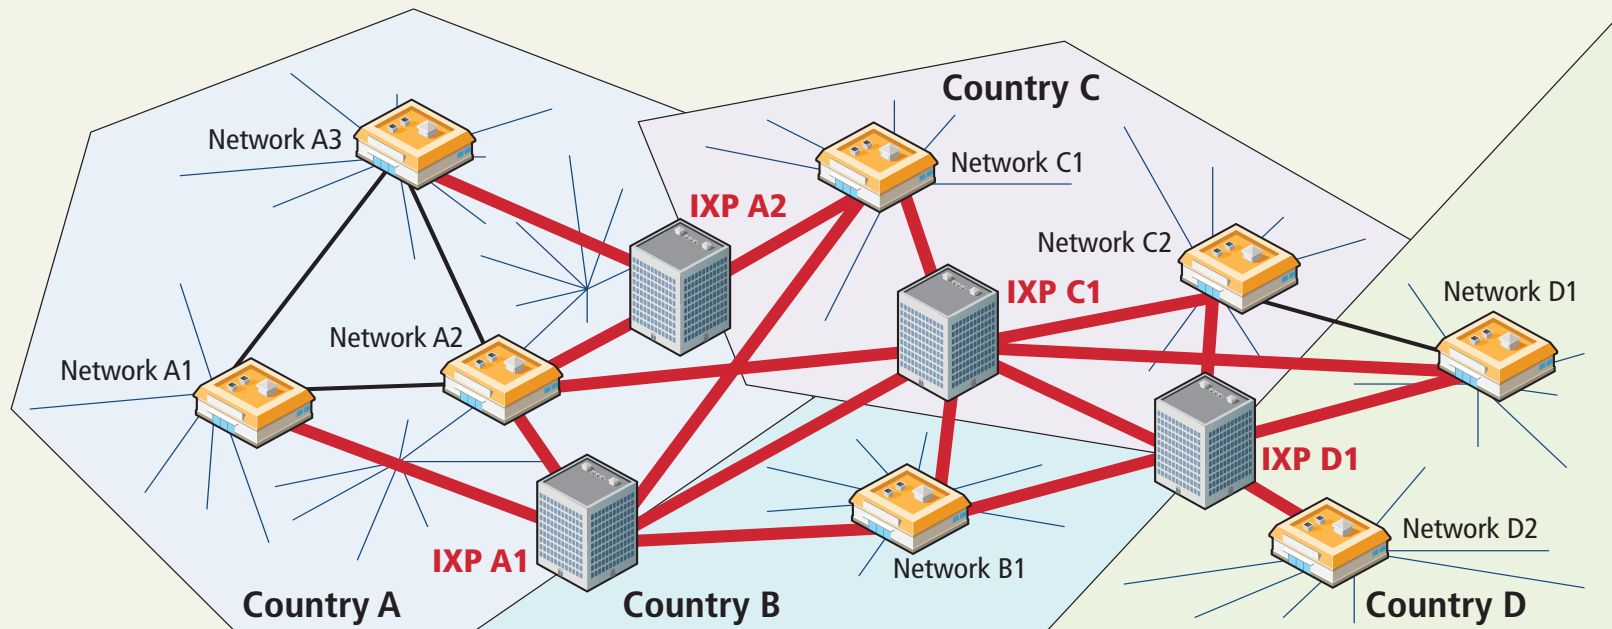 Country C
Network A3
Network C1
IXP A2
Network C2
IXP C1
Network D1
Network A2
Network A1
IXP D1
Network D2
IXP A1
Network B1
Country A
Country B
Country D